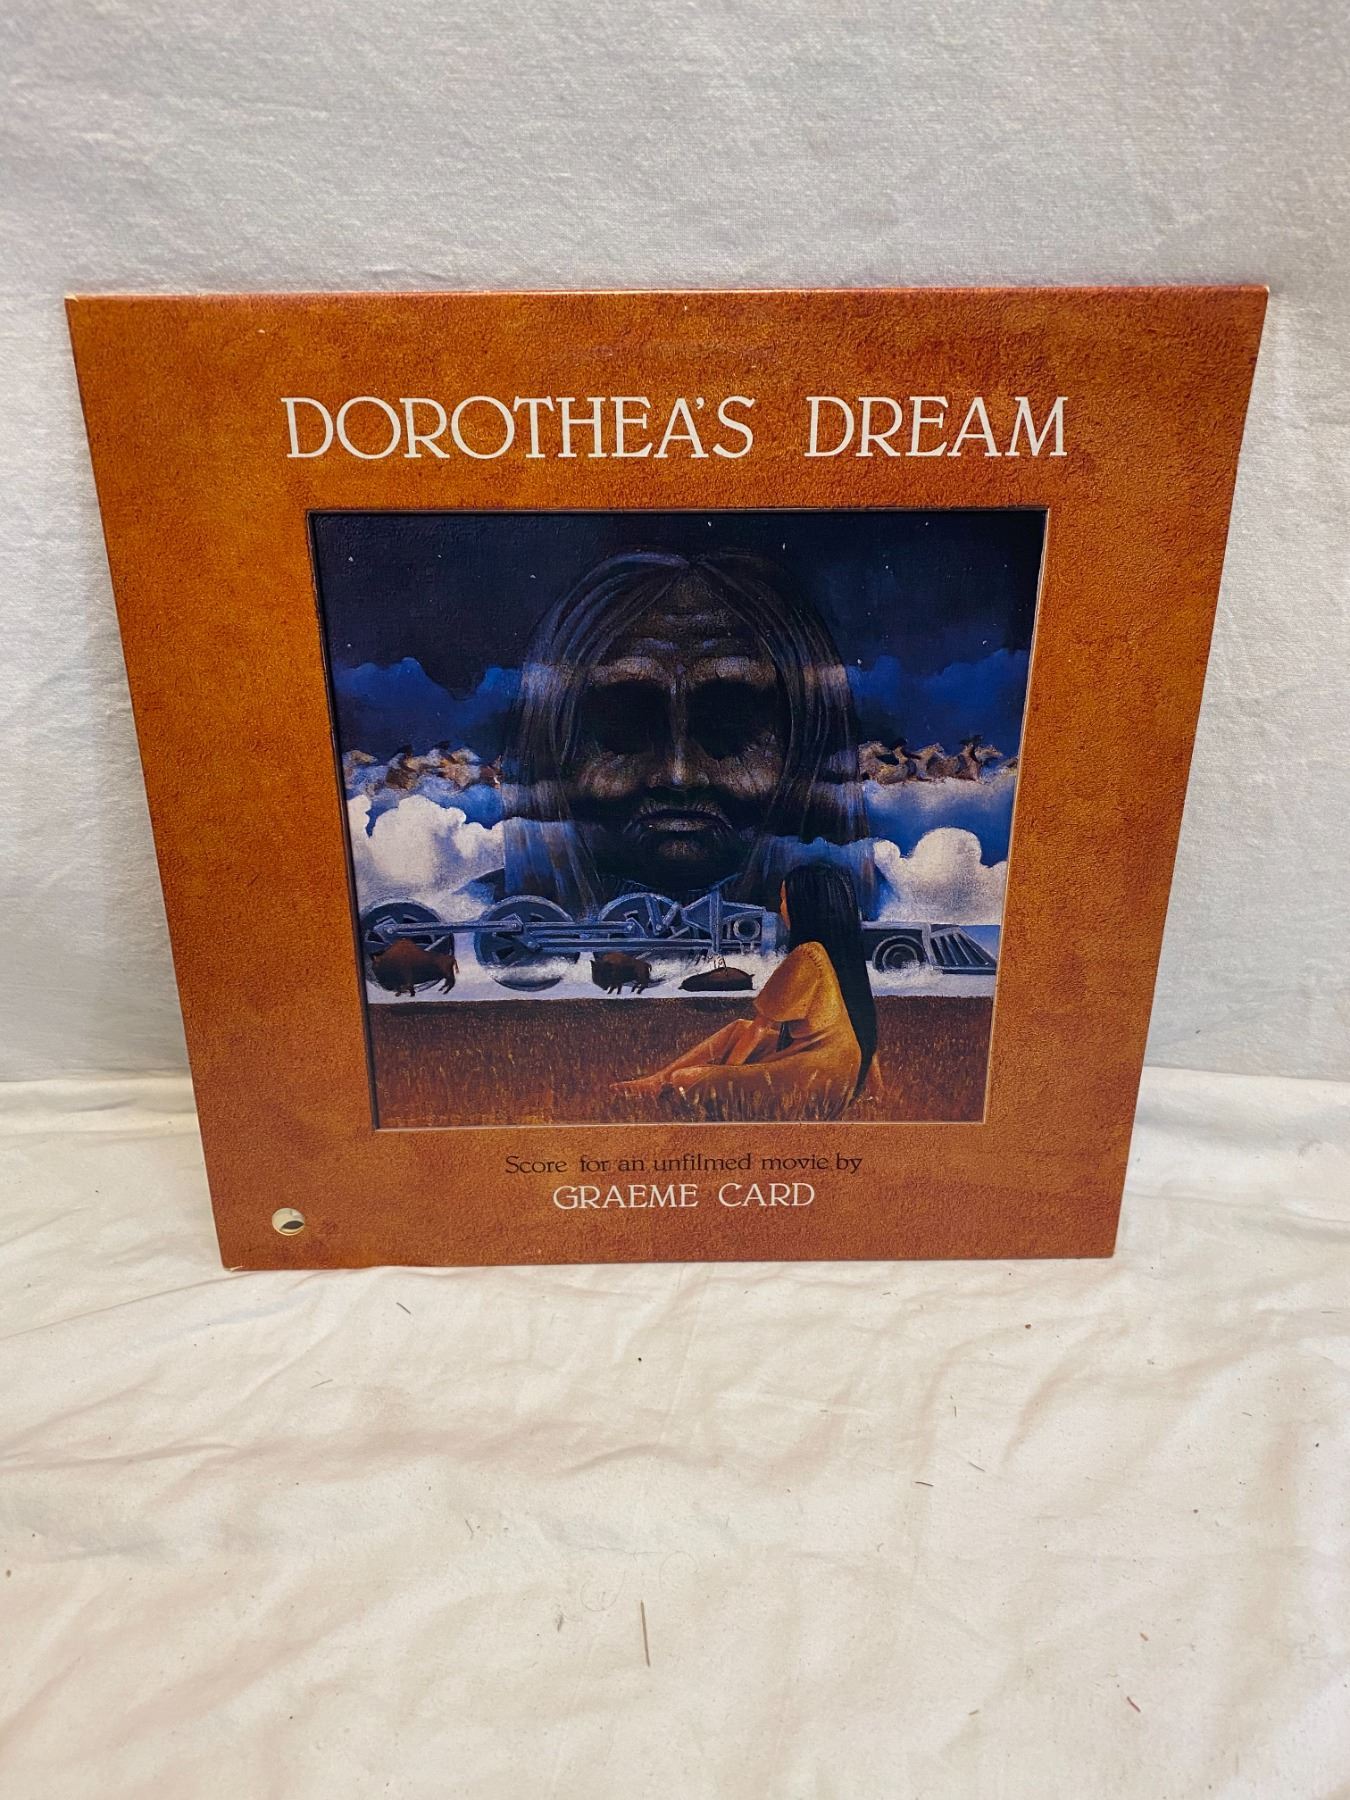 DOROTHEA'S DREAM
Score for an unfilmed movie by
GRAEME CARD